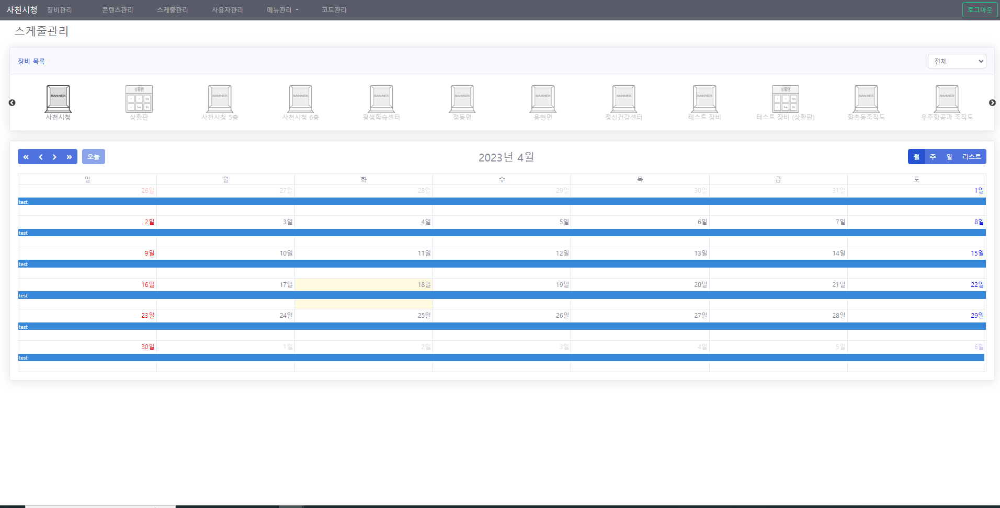 사천시청 장비관리 콘텐츠관리 스케줄관리 사용자관리 메뉴관리 코드관리 로그아웃
스케줄관리
장비 목록 전체
BANNER 상황판 BANNER BANNER BANNER BANNER BANNER BANNER BANNER 상황판 BANNER BANNER
사천시청 상황판 사천시청 5층 사천시청 6층 평생학습센터 정동면 용현면 정신건강센터 테스트 장비 테스트 장비 (상황판) 향촌동조직도 우주항공과 조직도
« ‹ › » 오늘 2023년 4월 월 주 일 리스트
일 월 화 수 목 금 토
26일 27일 28일 29일 30일 31일 1일
test
2일 3일 4일 5일 6일 7일 8일
test
9일 10일 11일 12일 13일 14일 15일
test
16일 17일 18일 19일 20일 21일 22일
test
23일 24일 25일 26일 27일 28일 29일
test
30일 1일 2일 3일 4일 5일 6일
test